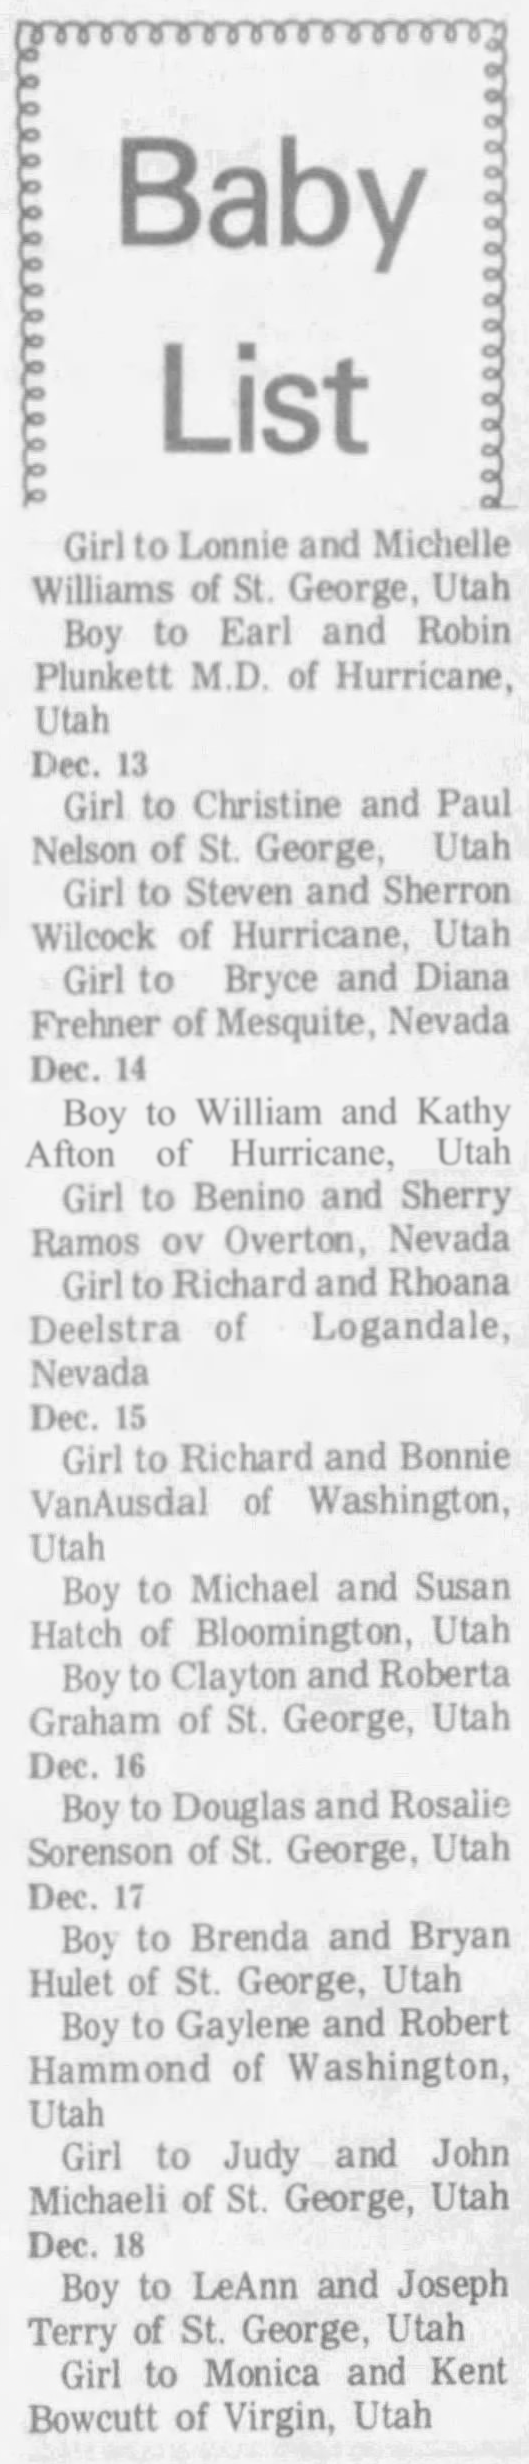 Baby
List
Girl to Lonnie and Michelle
Williams of St. George, Utah
Boy to Earl and Robin
Plunkett M.D. of Hurricane,
Utah
Dec. 13
Girl to Christine and Paul
Nelson of St. George, Utah
Girl to Steven and Sherron
Wilcock of Hurricane, Utah
Girl to Bryce and Diana
Frehner of Mesquite, Nevada
Dec. 14
Boy to William and Kathy
Afton of Hurricane, Utah
Girl to Benino and Sherry
Ramos ov Overton, Nevada
Girl to Richard and Rhoana
Deelstra of Logandale,
Nevada
Dec. 15
Girl to Richard and Bonnie
VanAusdal of Washington,
Utah
Boy to Michael and Susan
Hatch of Bloomington, Utah
Boy to Clayton and Roberta
Graham of St. George, Utah
Dec. 16
Boy to Douglas and Rosalie
Sorenson of St. George, Utah
Dec. 17
Boy to Brenda and Bryan
Hulet of St. George, Utah
Boy to Gaylene and Robert
Hammond of Washington,
Utah
Girl to Judy and John
Michaeli of St. George, Utah
Dec. 18
Boy to LeAnn and Joseph
Terry of St. George, Utah
Girl to Monica and Kent
Bowcutt of Virgin, Utah